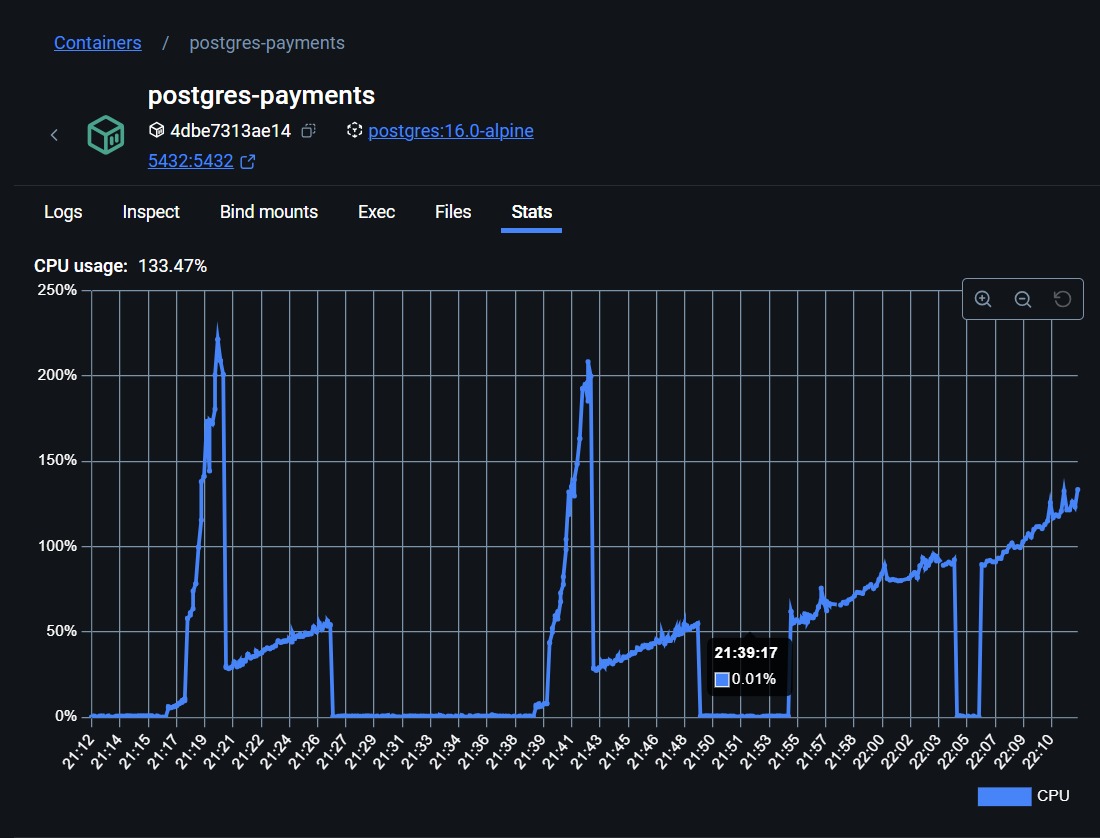 Containers / postgres-payments
postgres-payments
4dbe7313ae14 postgres:16.0-alpine
5432:5432
Logs Inspect Bind mounts Exec Files Stats
CPU usage: 133.47%
250%
200%
150%
100%
50%
0%
21:39:17
0.01%
21:12 21:14 21:15 21:17 21:19 21:21 21:22 21:24 21:26 21:27 21:29 21:31 21:33 21:34 21:36 21:38 21:39 21:41 21:43 21:45 21:46 21:48 21:50 21:51 21:53 21:55 21:57 21:58 22:00 22:02 22:03 22:05 22:07 22:09 22:10
CPU